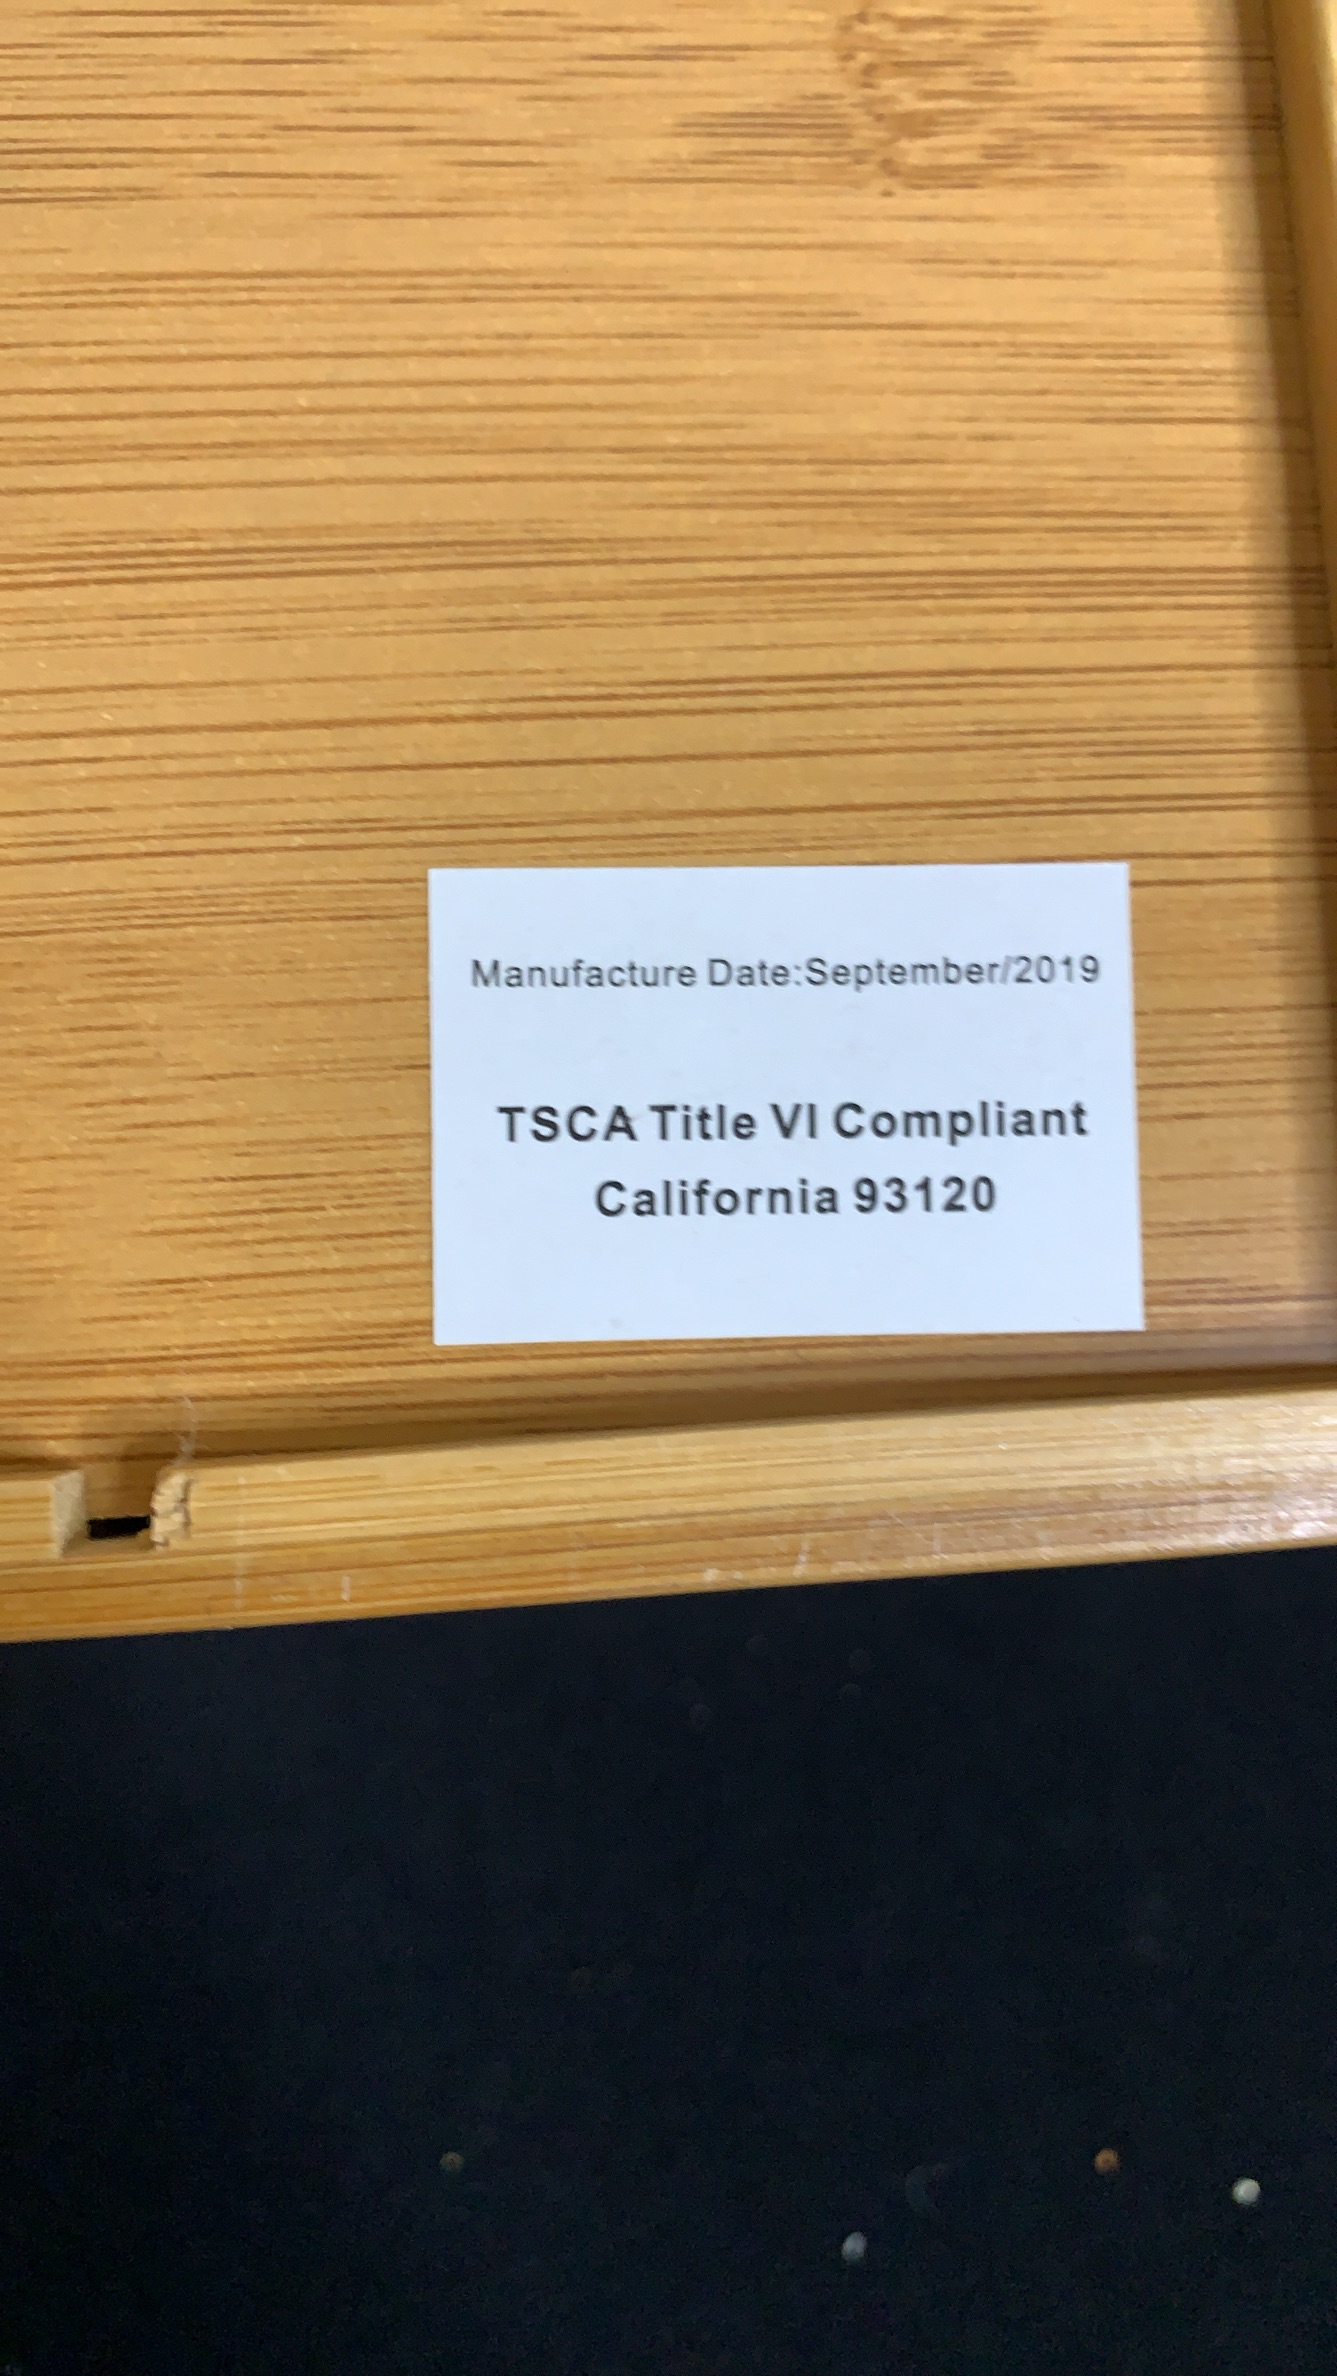 Manufacture Date:September/2019
TSCA Title VI Compliant
California 93120